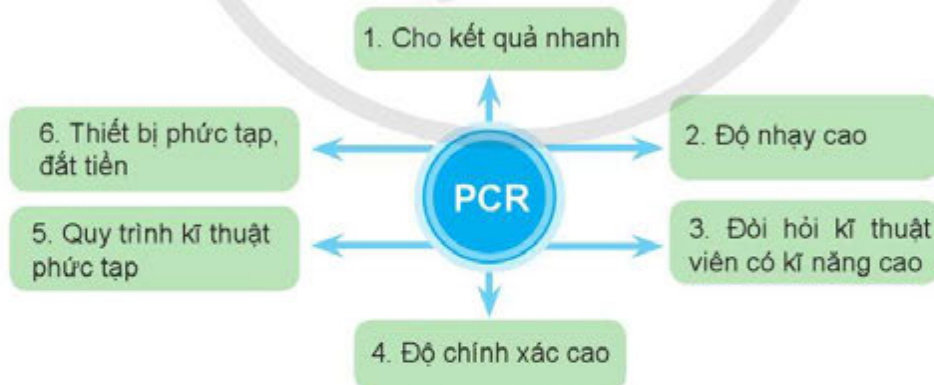 1. Cho kết quả nhanh
6. Thiết bị phức tạp,
đắt tiền
2. Độ nhạy cao
PCR
5. Quy trình kĩ thuật
phức tạp
3. Đòi hỏi kĩ thuật
viên có kĩ năng cao
4. Độ chính xác cao